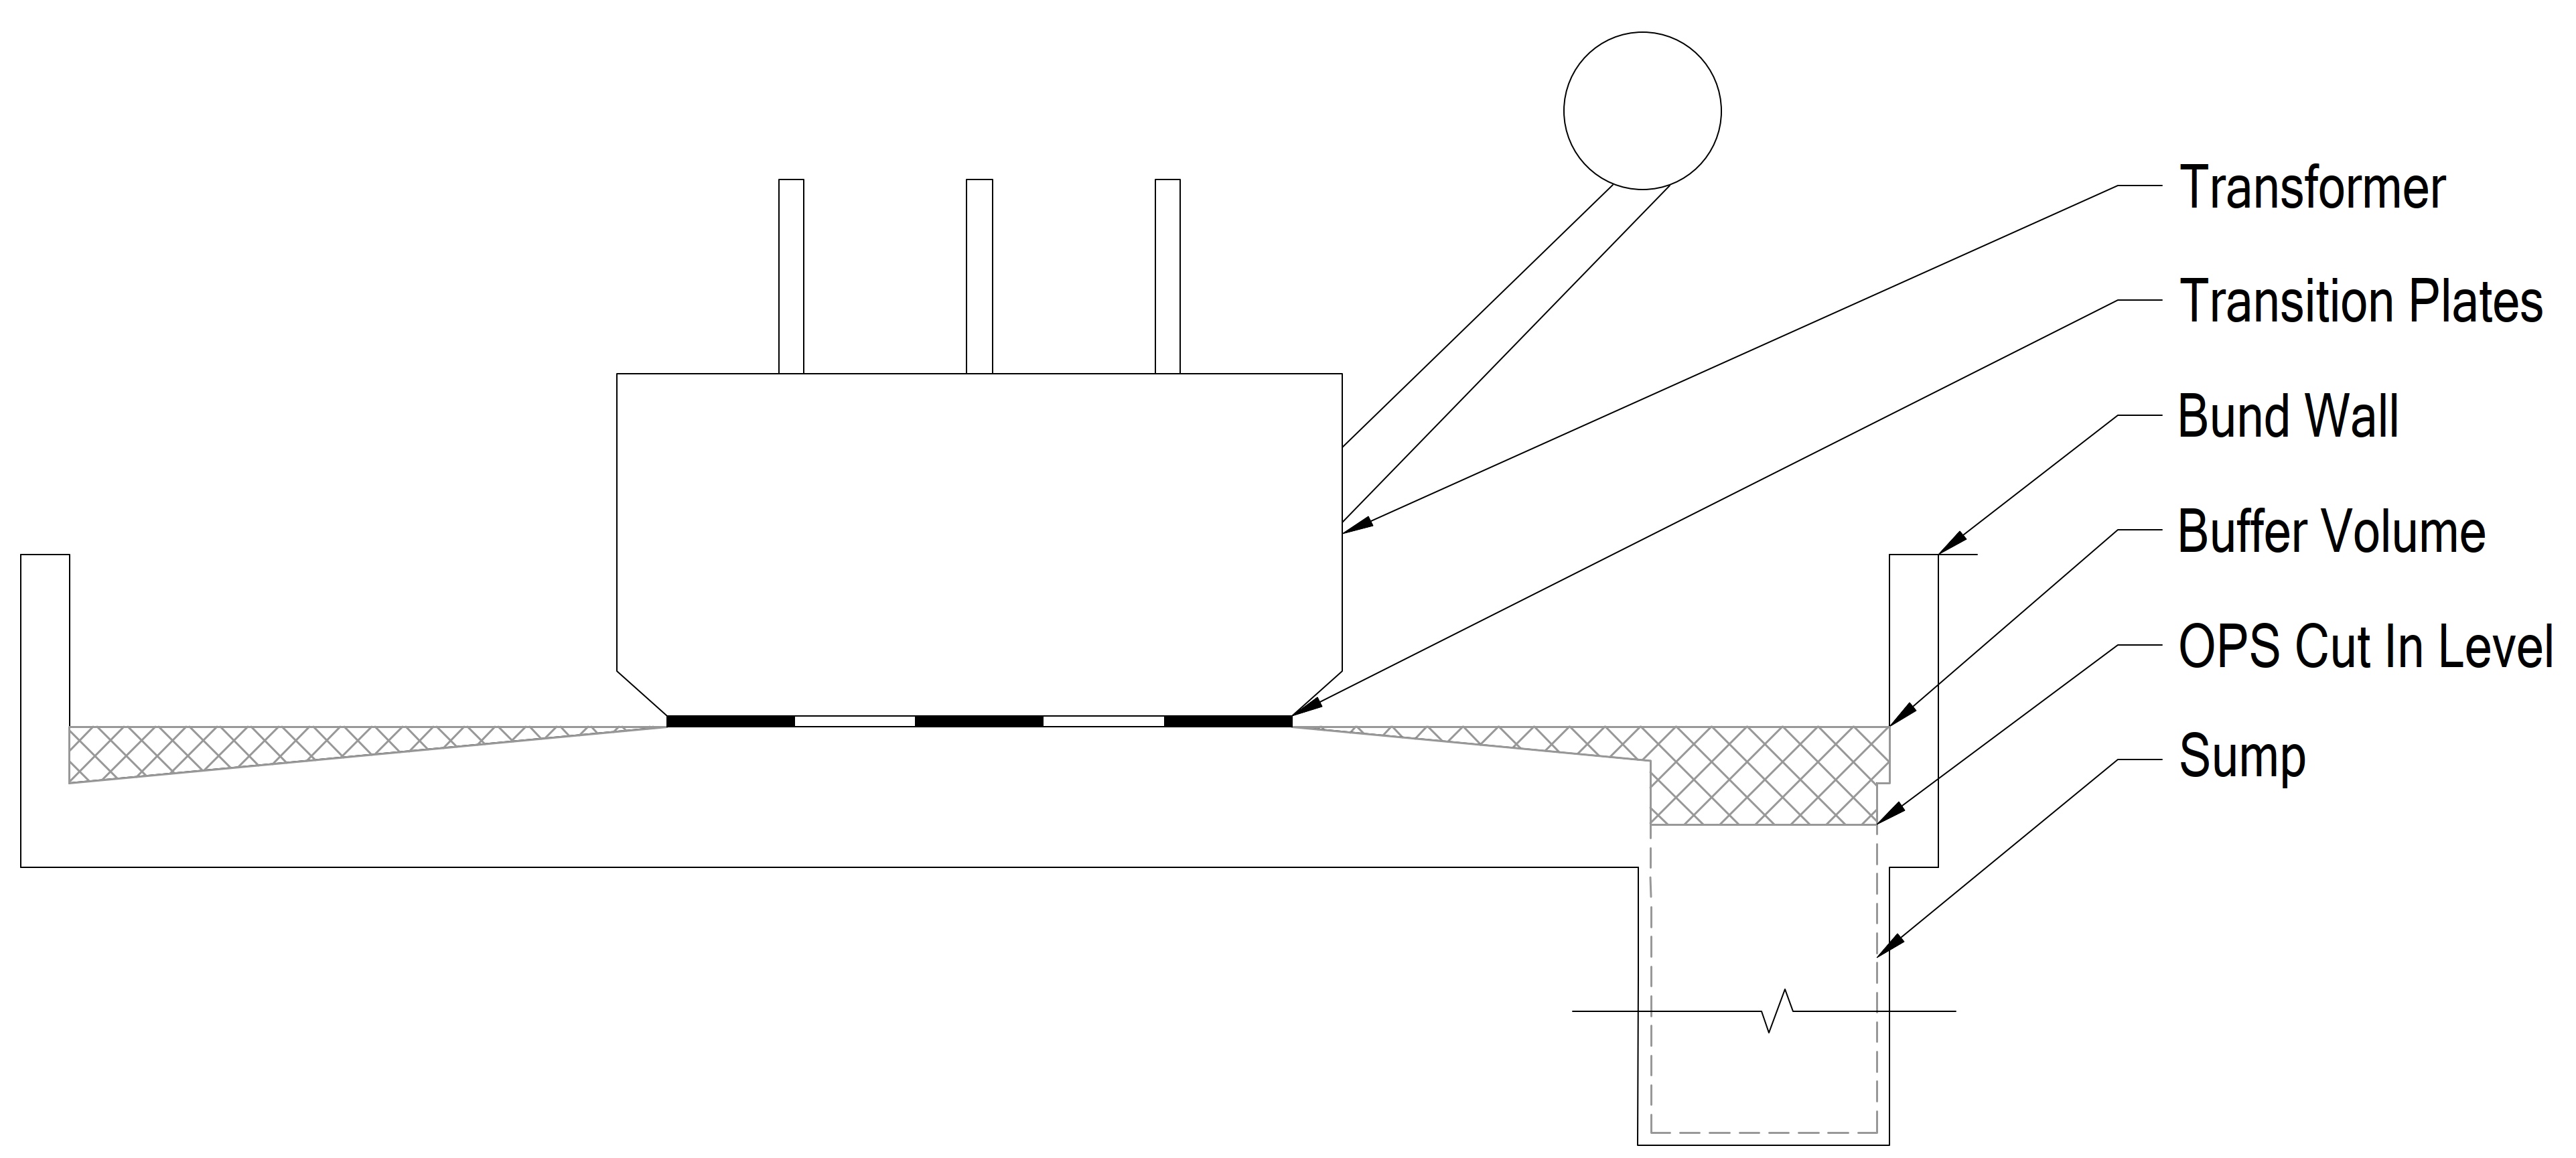 Transformer
Transition Plates
Bund Wall
Buffer Volume
OPS Cut In Level
Sump